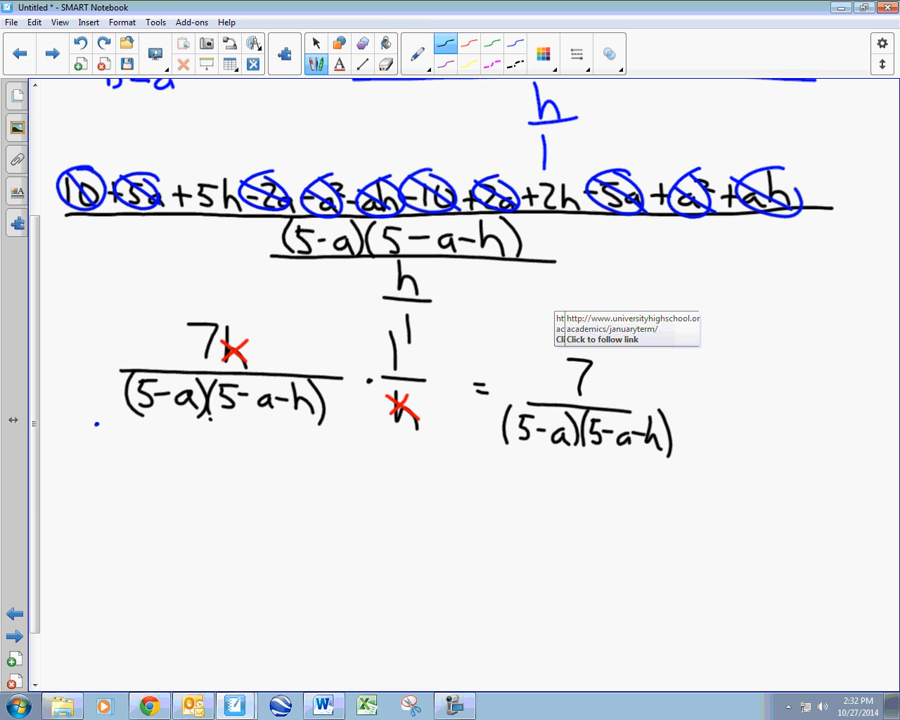 Untitled * - SMART Notebook
File Edit View Insert Format Tools Add-ons Help
5-a
h
1
10 + 5a + 5h - 2a - a² - ah - 10 + 2a + 2h - 5a + a² + ah
(5-a)(5-a-h)
h
1
7h 1
(5-a)(5-a-h) · h = 7
(5-a)(5-a-h)
http://www.universityhighschool.or
academics/januaryterm/
Click to follow link
2:32 PM
10/27/2014